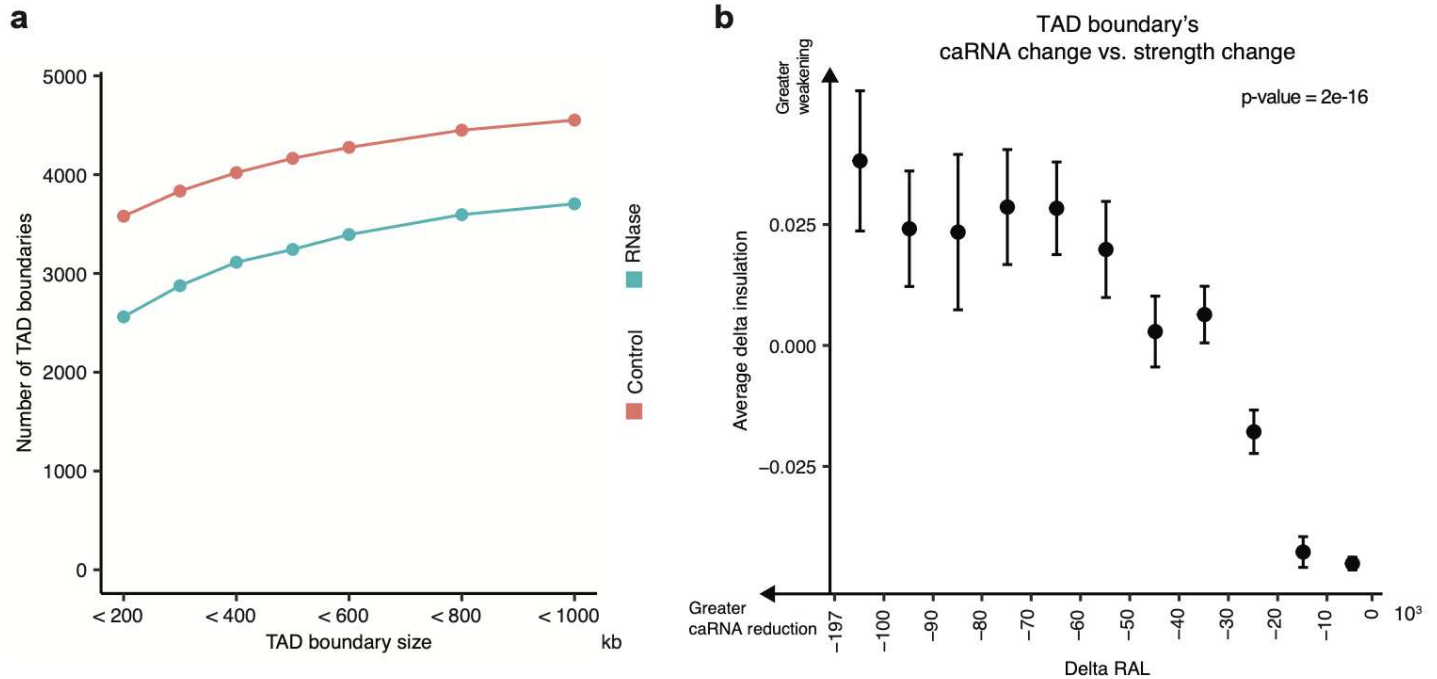 a
5000
4000
3000
2000
1000
0
Number of TAD boundaries
< 200
< 400
< 600
< 800
< 1000
kb
TAD boundary size
RNase
Control
b
TAD boundary's
caRNA change vs. strength change
p-value = 2e-16
Greater
weakening
0.025
0.000
−0.025
Average delta insulation
Greater
caRNA reduction
−197
−100
−90
−80
−70
−60
−50
−40
−30
−20
−10
0
10³
Delta RAL